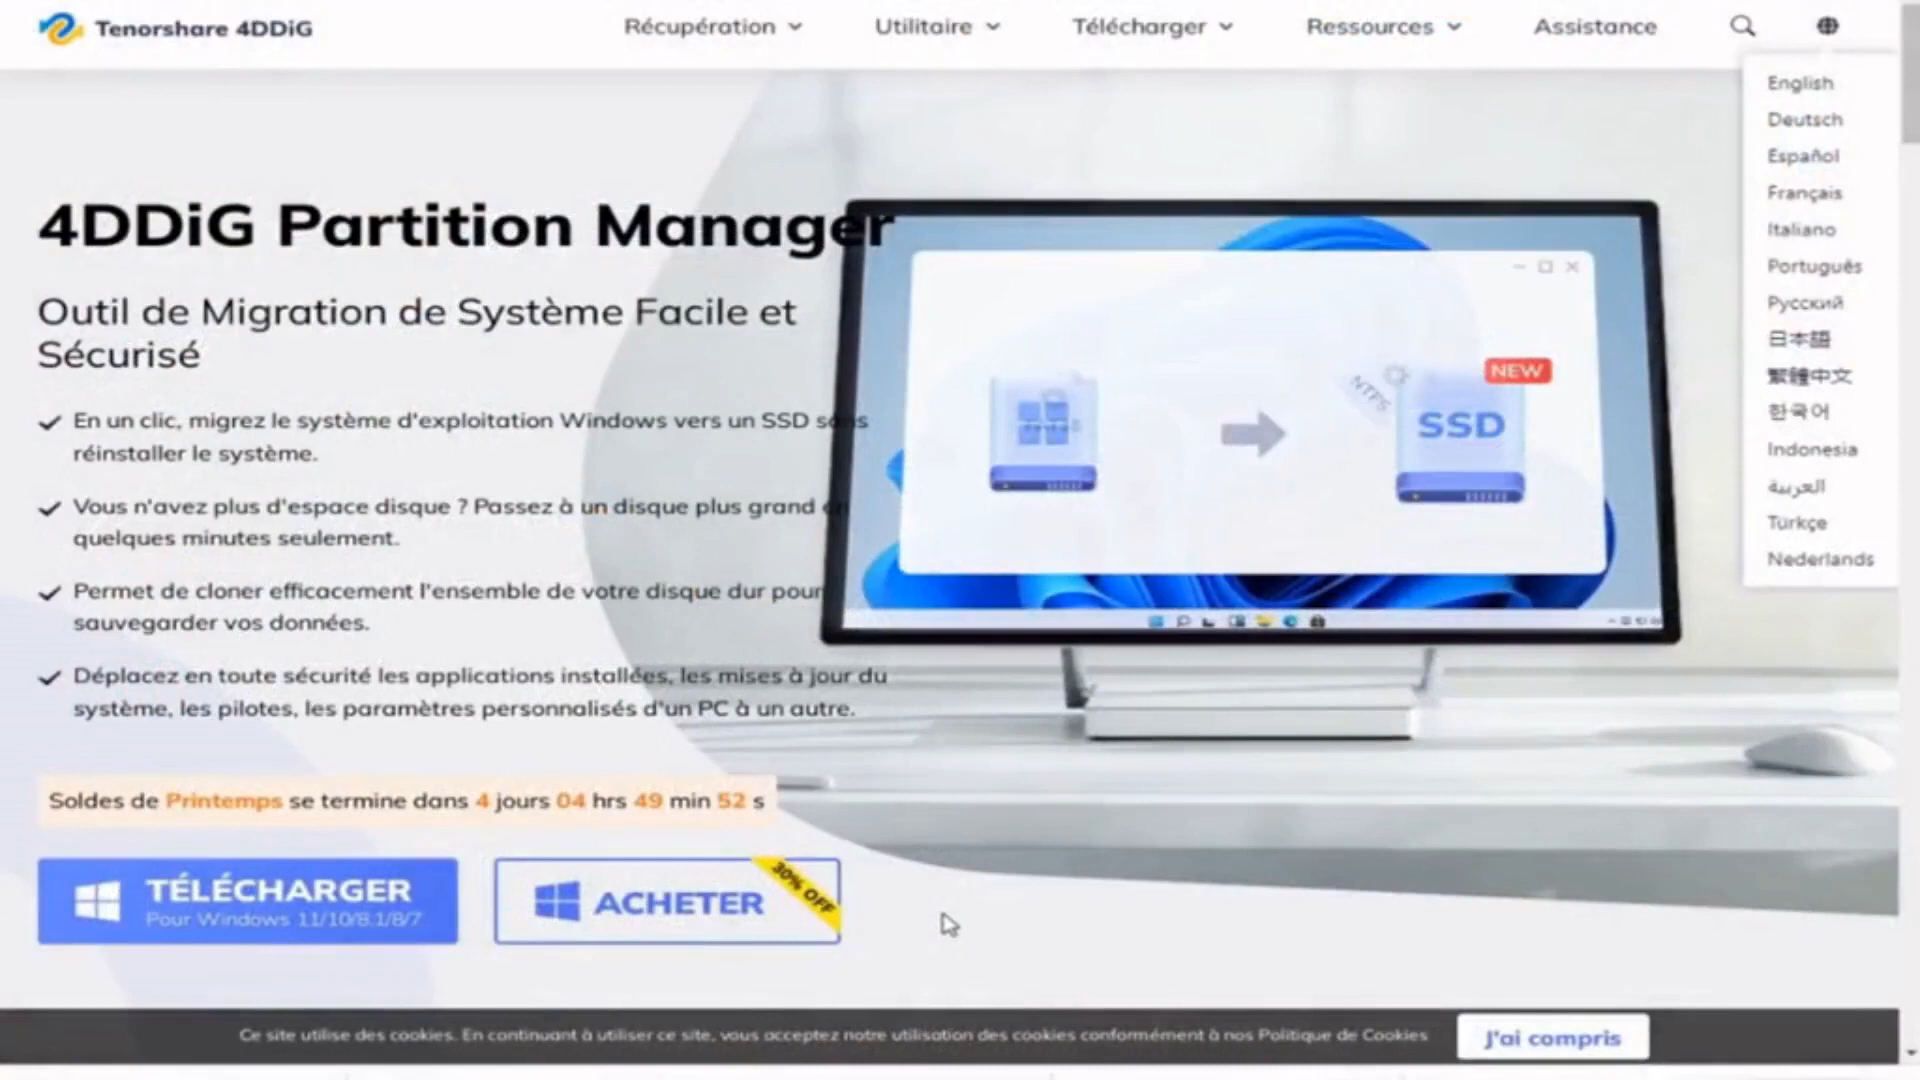 Tenorshare 4DDiG
Récupération
Utilitaire
Télécharger
Ressources
Assistance
English
Deutsch
Español
Français
Italiano
Português
Русский
日本語
繁體中文
한국어
Indonesia
العربية
Türkçe
Nederlands
4DDiG Partition Manager
Outil de Migration de Système Facile et
Sécurisé
En un clic, migrez le système d'exploitation Windows vers un SSD sans
réinstaller le système.
Vous n'avez plus d'espace disque ? Passez à un disque plus grand en
quelques minutes seulement.
Permet de cloner efficacement l'ensemble de votre disque dur pour
sauvegarder vos données.
Déplacez en toute sécurité les applications installées, les mises à jour du
système, les pilotes, les paramètres personnalisés d'un PC à un autre.
NEW
NTFS
SSD
Soldes de Printemps se termine dans 4 jours 04 hrs 49 min 52 s
TÉLÉCHARGER
Pour Windows 11/10/8.1/8/7
ACHETER
30% OFF
Ce site utilise des cookies. En continuant à utiliser ce site, vous acceptez notre utilisation des cookies conformément à nos Politique de Cookies
J'ai compris